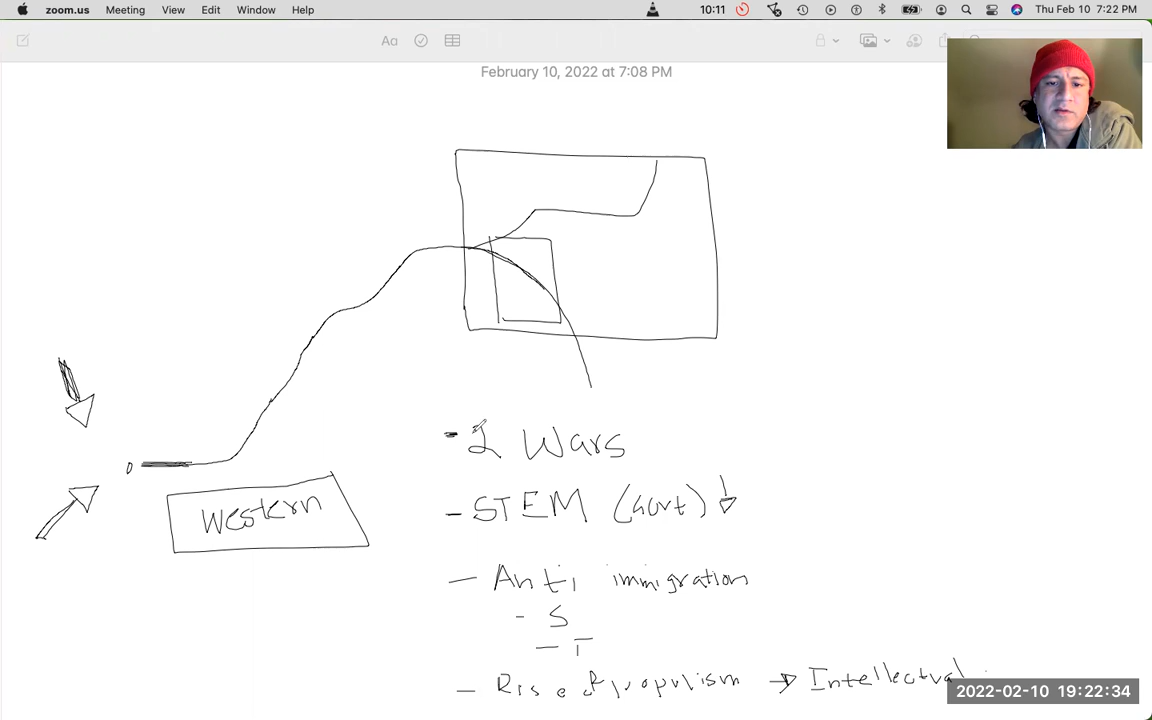 zoom.us Meeting View Edit Window Help 10:11 Thu Feb 10 7:22 PM
Aa
February 10, 2022 at 7:08 PM
Western
- 2 Wars
- STEM (Govt) ↓
- Anti immigration
- S
- T
- Rise of propulism → Intellectual
2022-02-10 19:22:34